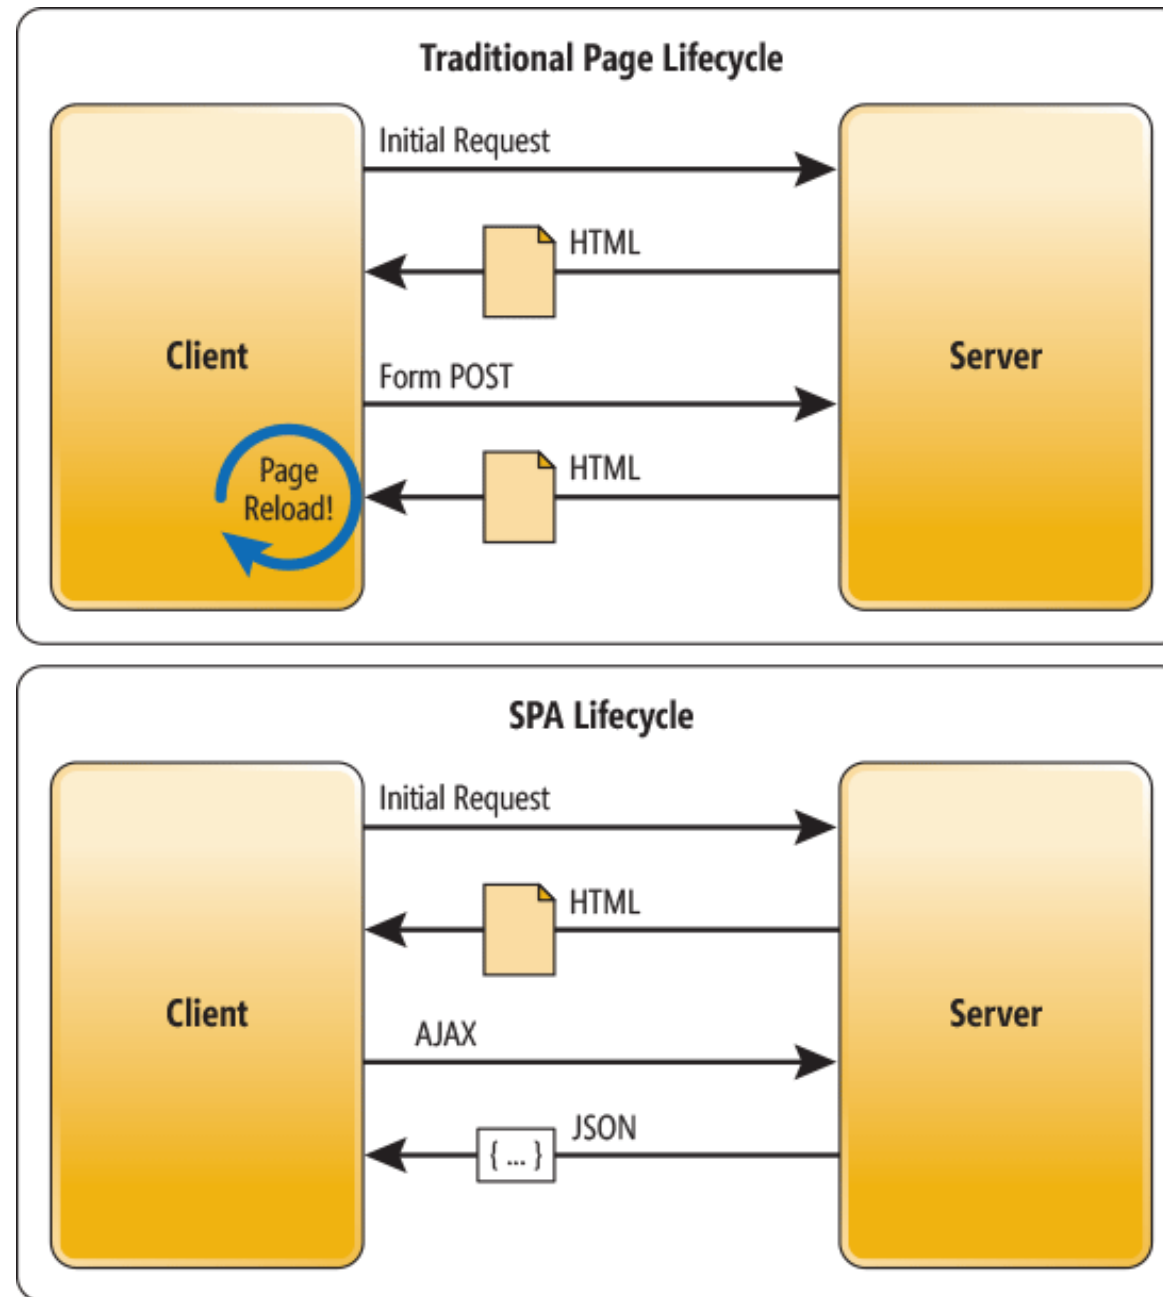 Traditional Page Lifecycle
Initial Request
HTML
Client
Server
Form POST
HTML
Page
Reload!
SPA Lifecycle
Initial Request
HTML
Client
Server
AJAX
JSON
{ ... }